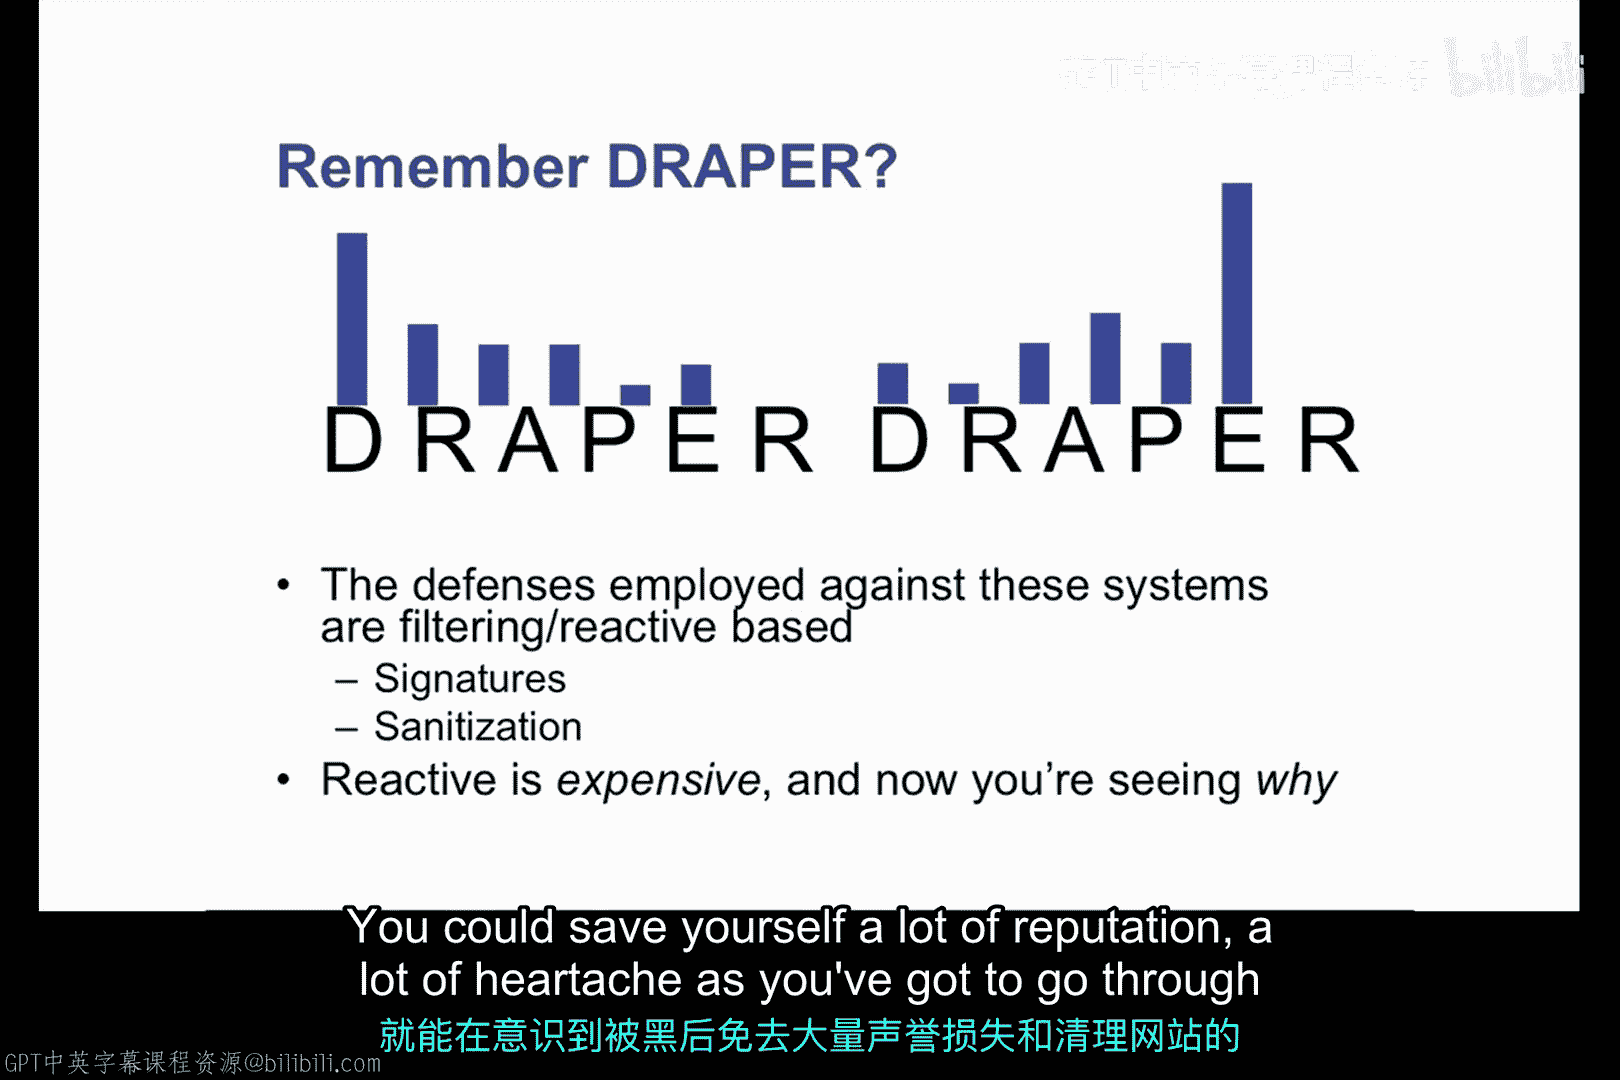 bilibili
Remember DRAPER?
D R A P E R D R A P E R
• The defenses employed against these systems
are filtering/reactive based
– Signatures
– Sanitization
• Reactive is expensive, and now you’re seeing why
You could save yourself a lot of reputation, a
lot of heartache as you've got to go through
就能在意识到被黑后免去大量声誉损失和清理网站的
GPT中英字幕课程资源@bilibili.com